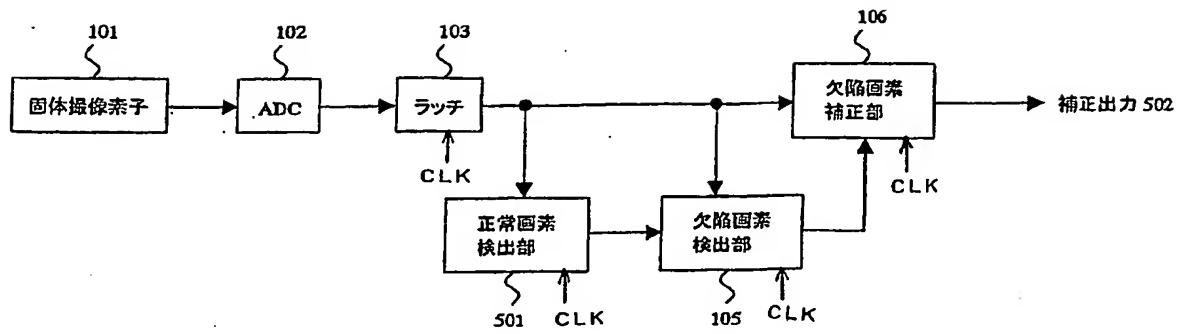 101
102
103
106
固体撮像素子
ADC
ラッチ
欠陥画素
補正部
補正出力 502
CLK
CLK
正常画素
検出部
欠陥画素
検出部
501
CLK
105
CLK